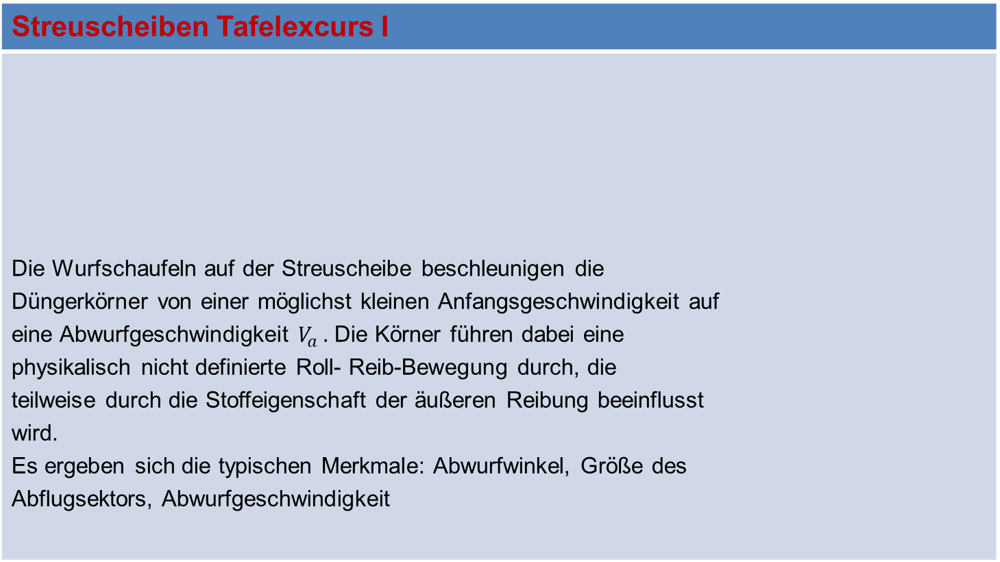 Streuscheiben Tafelexcurs I
Die Wurfschaufeln auf der Streuscheibe beschleunigen die
Düngerkörner von einer möglichst kleinen Anfangsgeschwindigkeit auf
eine Abwurfgeschwindigkeit Va . Die Körner führen dabei eine
physikalisch nicht definierte Roll- Reib-Bewegung durch, die
teilweise durch die Stoffeigenschaft der äußeren Reibung beeinflusst
wird.
Es ergeben sich die typischen Merkmale: Abwurfwinkel, Größe des
Abflugsektors, Abwurfgeschwindigkeit